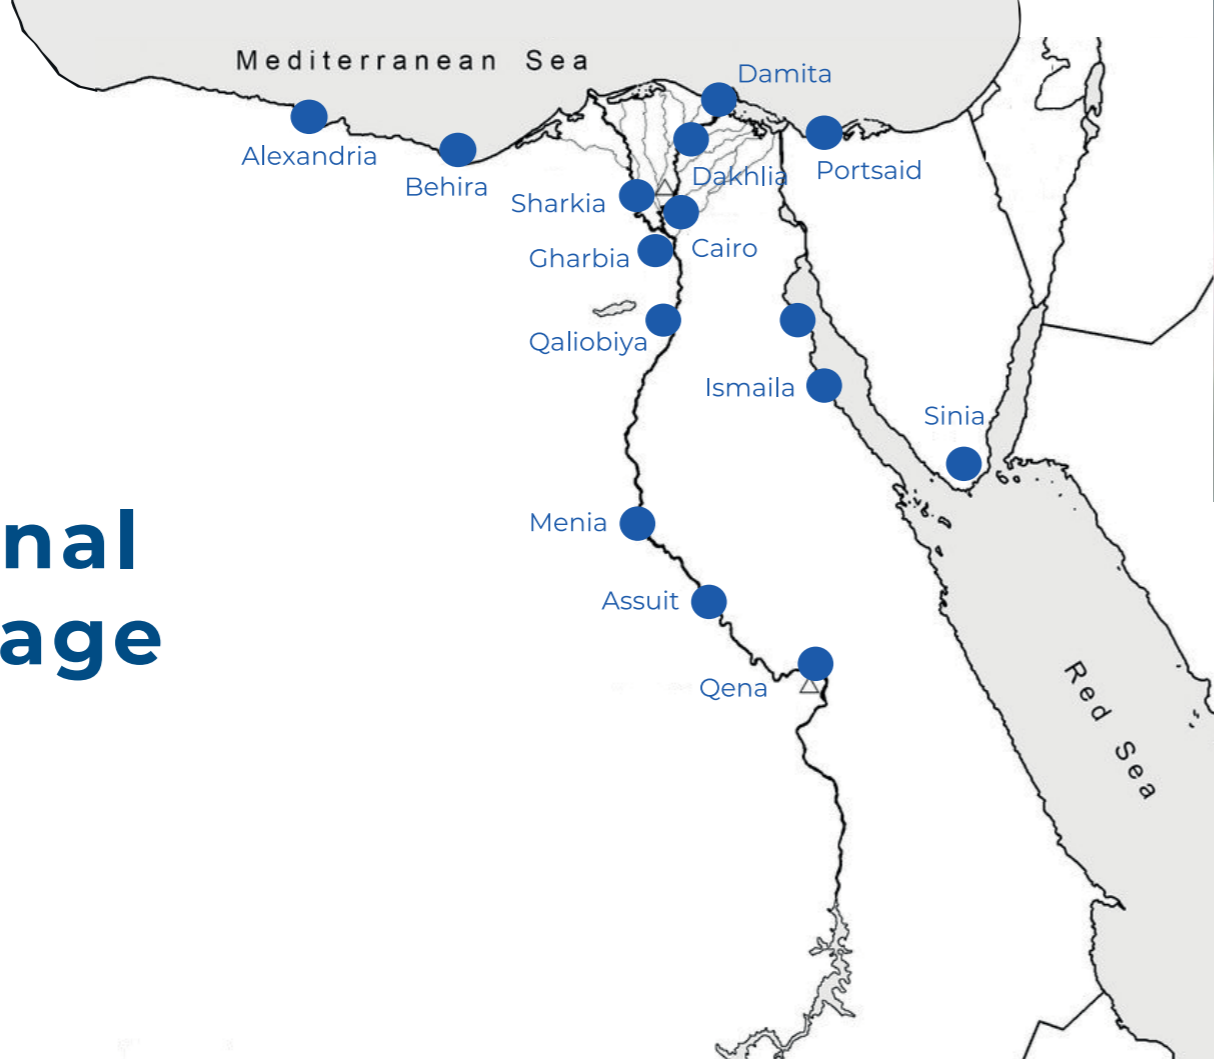 Mediterranean Sea
Damita
Alexandria
Behira
Portsaid
Dakhlia
Sharkia
Cairo
Gharbia
Qaliobiya
Ismaila
Sinia
Menia
nal
Assuit
age
Qena
Red Sea